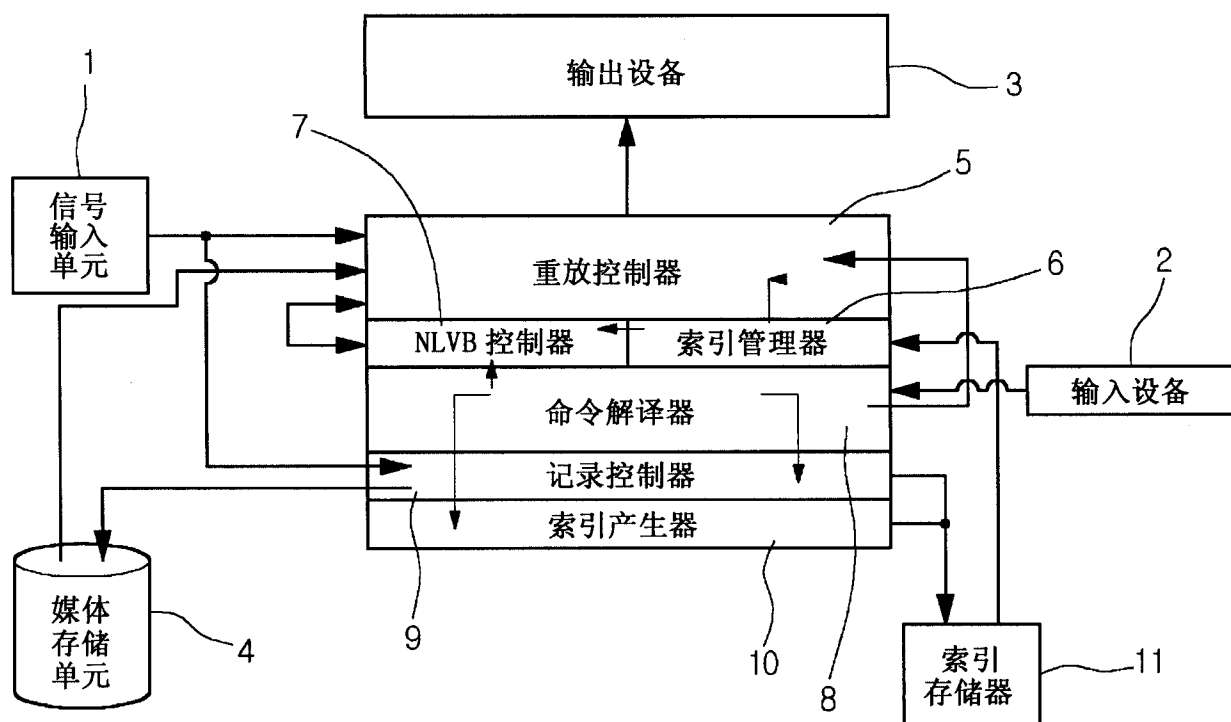 输出设备
3
1
7
5
信号
输入
单元
重放控制器
6
2
NLVB 控制器
索引管理器
输入设备
命令解译器
记录控制器
索引产生器
媒体
存储
单元
4
9
10
8
索引
存储器
11